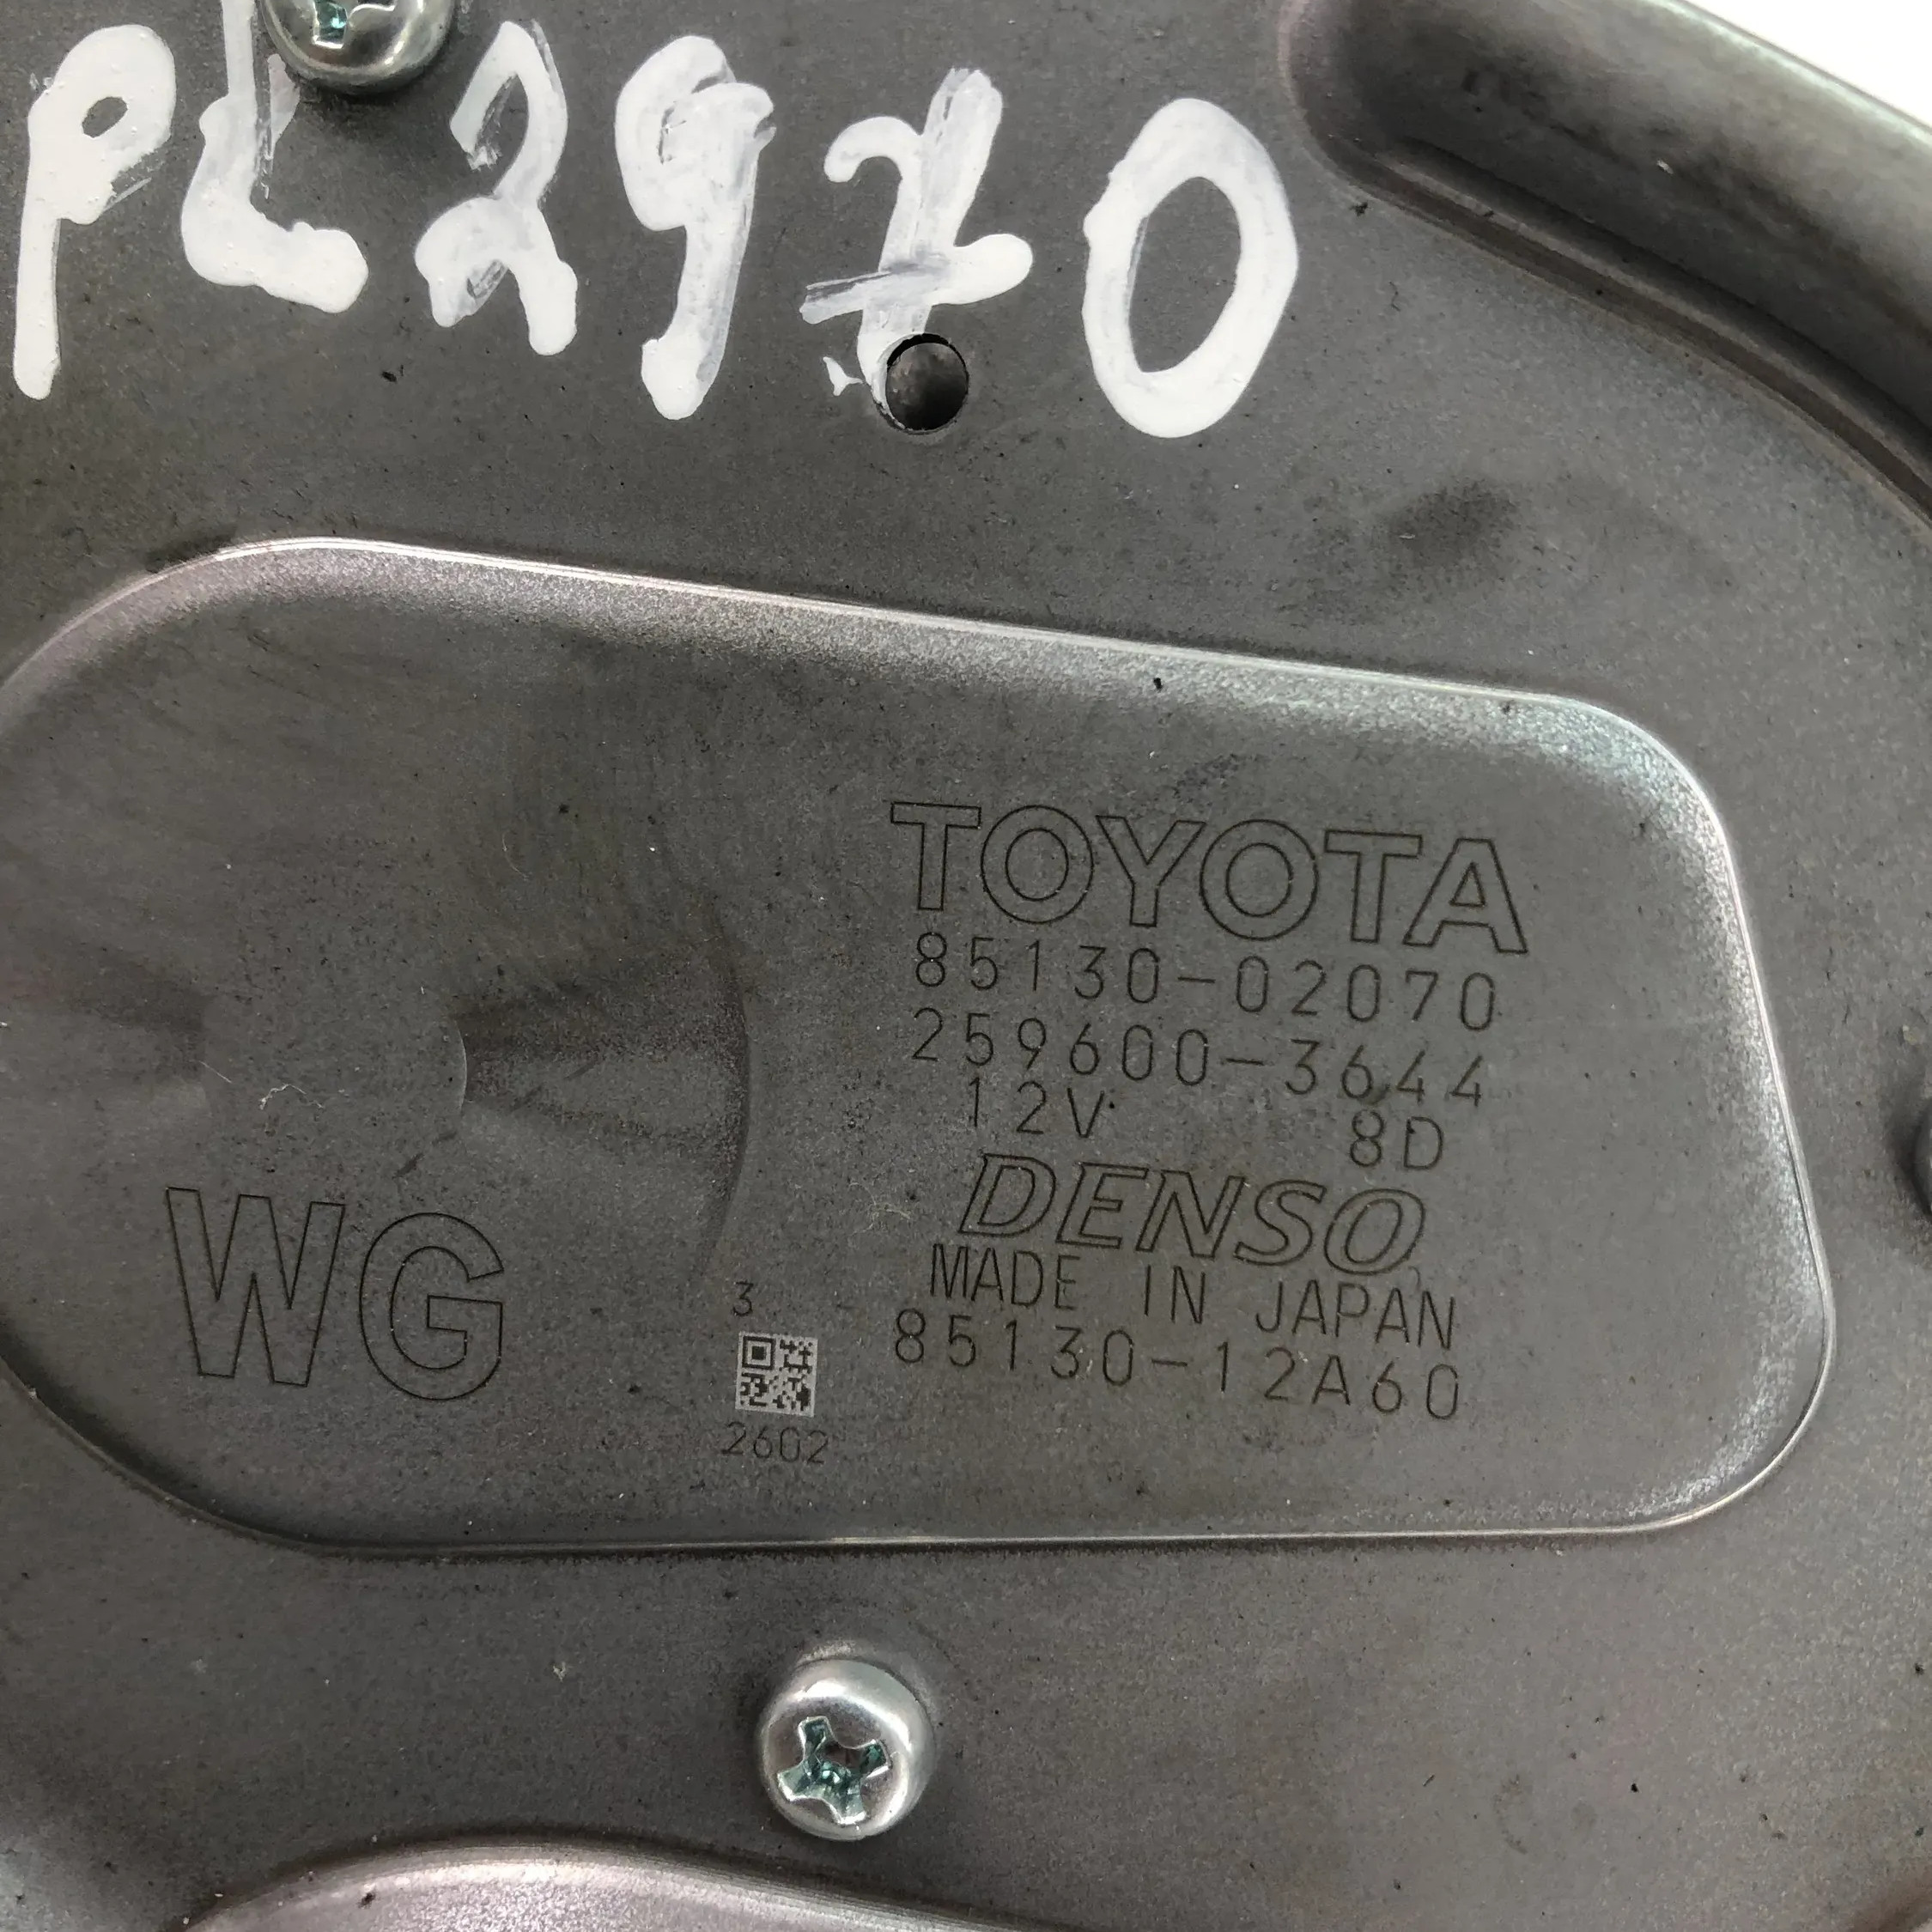 PL2970
TOYOTA
85130-02070
259600-3644
12V 8D
DENSO
MADE IN JAPAN
85130-12A60
WG
3
2602